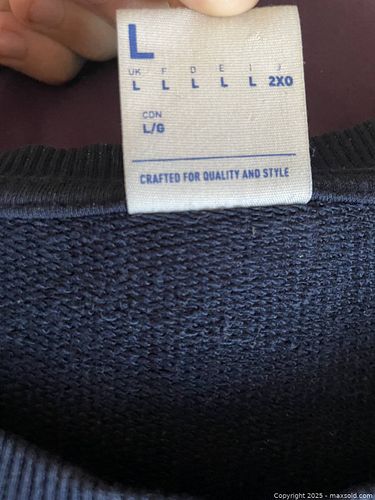 L
UK F D E I J
L L L L L 2XO
CDN
L/G
CRAFTED FOR QUALITY AND STYLE
Copyright 2025 - maxsold.com